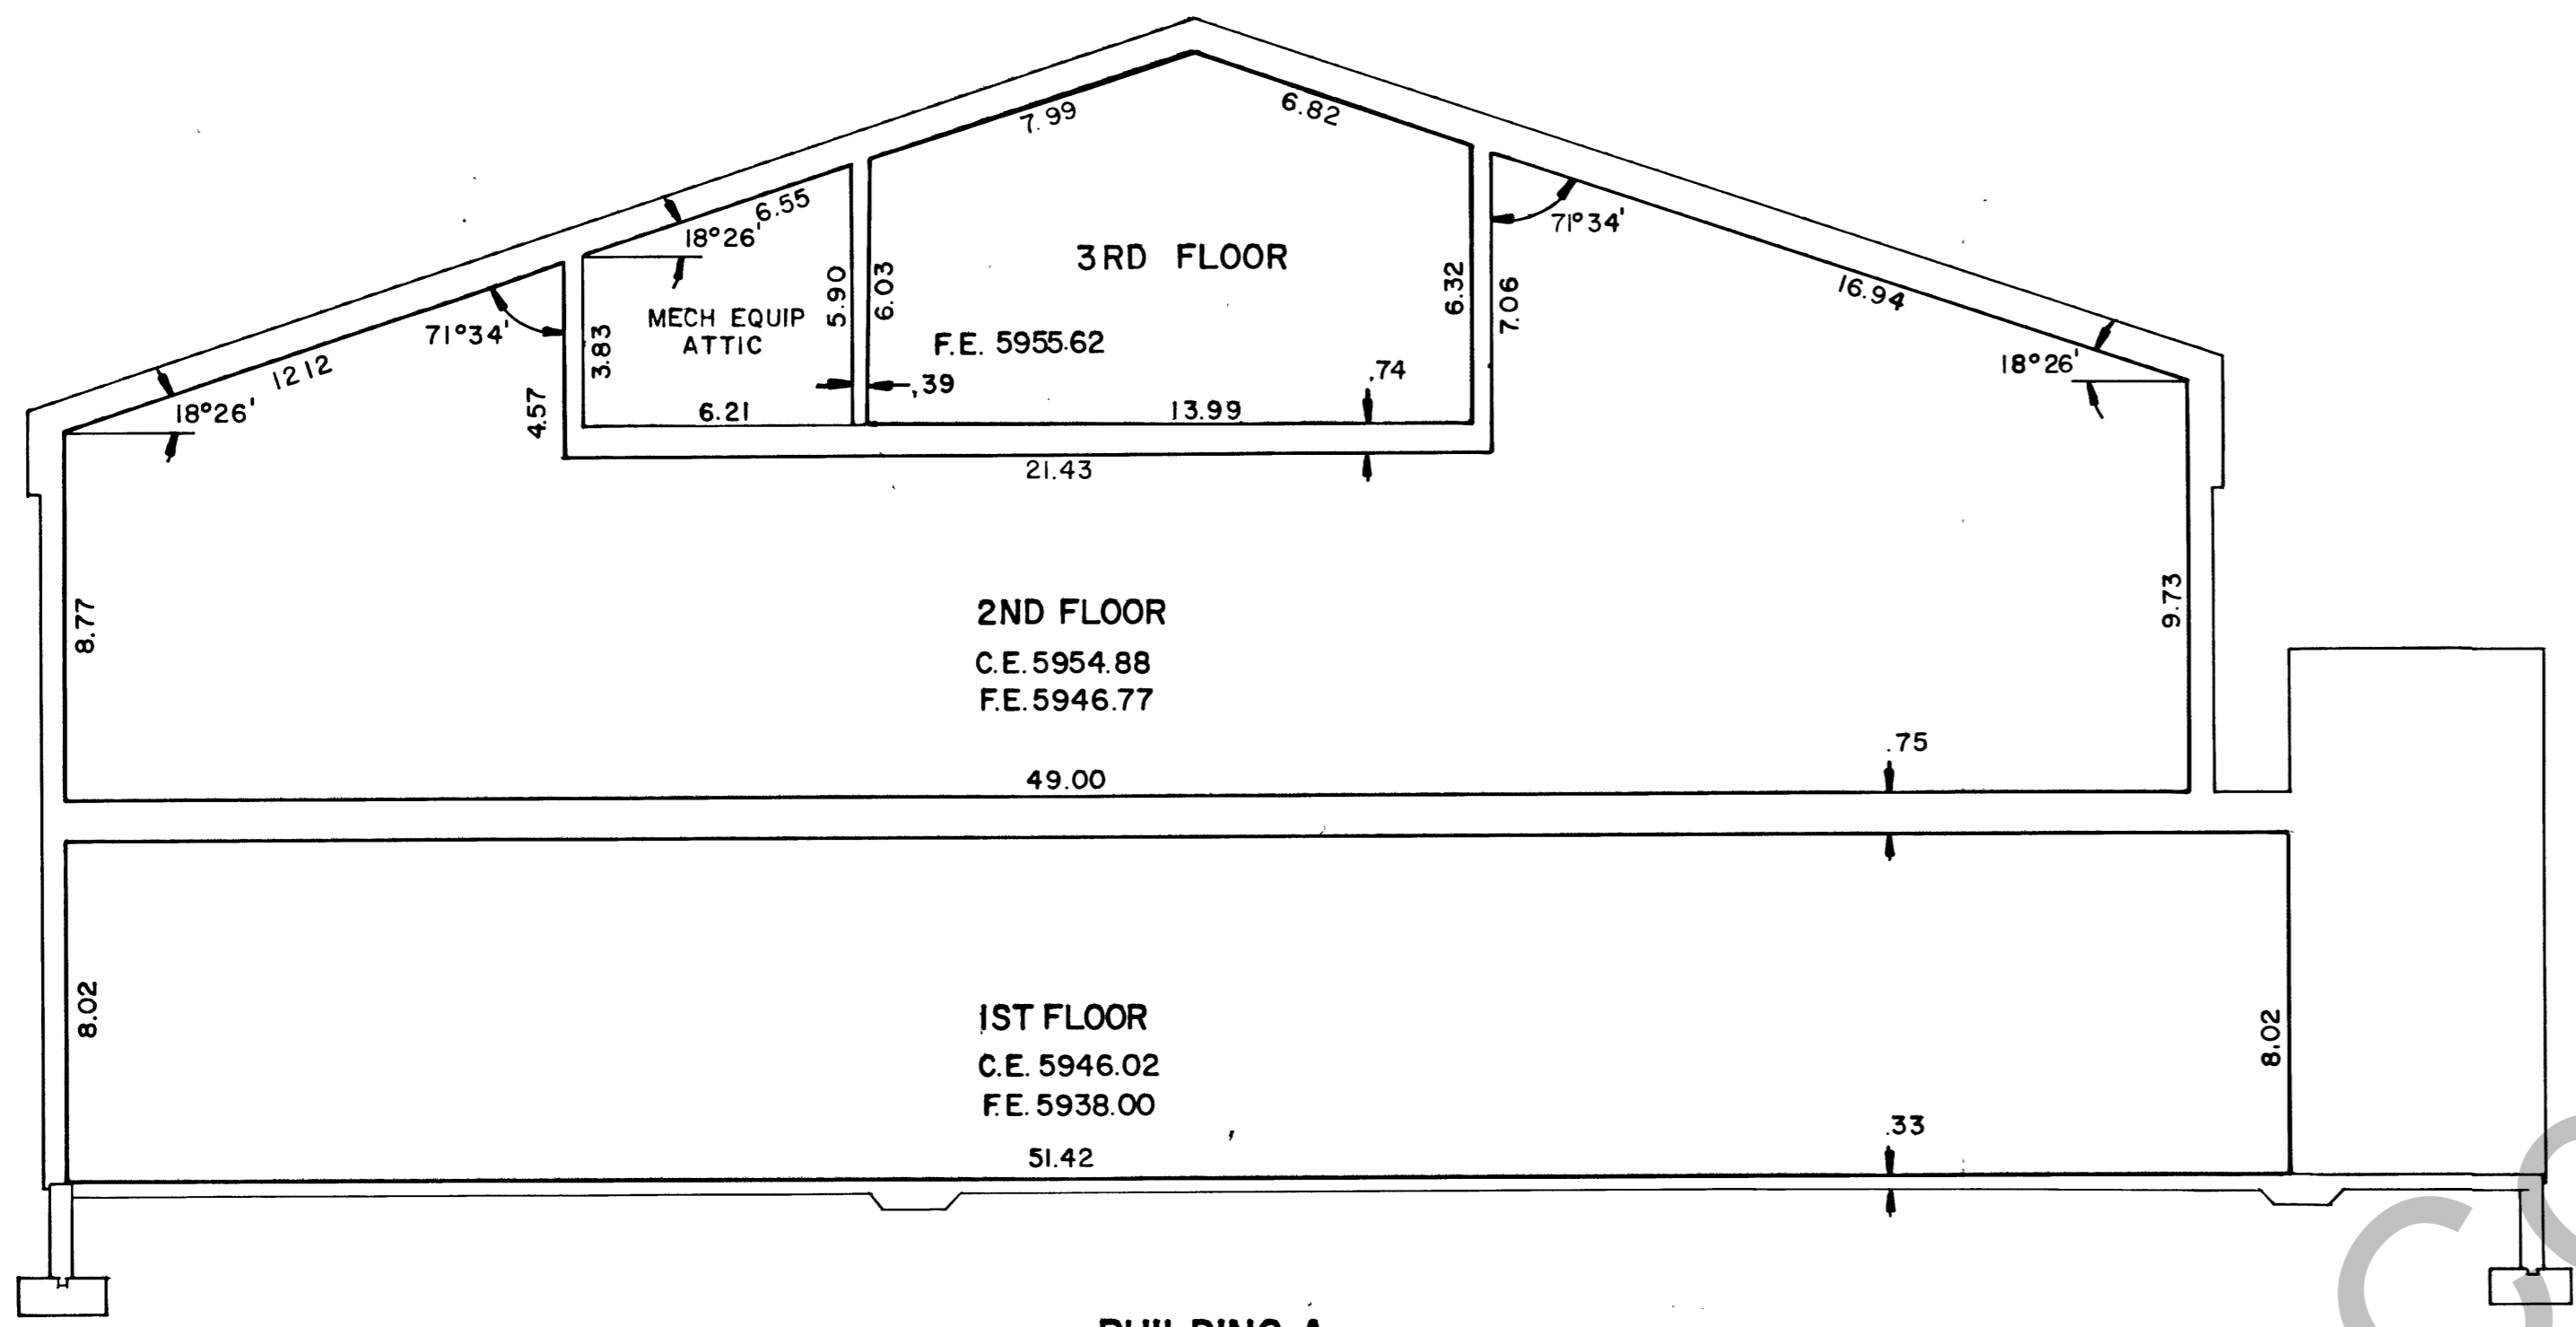 7.99
6.82
6.55
18°26'
71°34'
3RD FLOOR
5.90
6.03
6.32
7.06
16.94
MECH EQUIP
ATTIC
71°34'
3.83
F.E. 5955.62
18°26'
.74
.39
12 12
18°26'
4.57
6.21
13.99
21.43
8.77
2ND FLOOR
9.73
C.E. 5954.88
F.E. 5946.77
.75
49.00
8.02
1ST FLOOR
8.02
C.E. 5946.02
F.E. 5938.00
.33
51.42